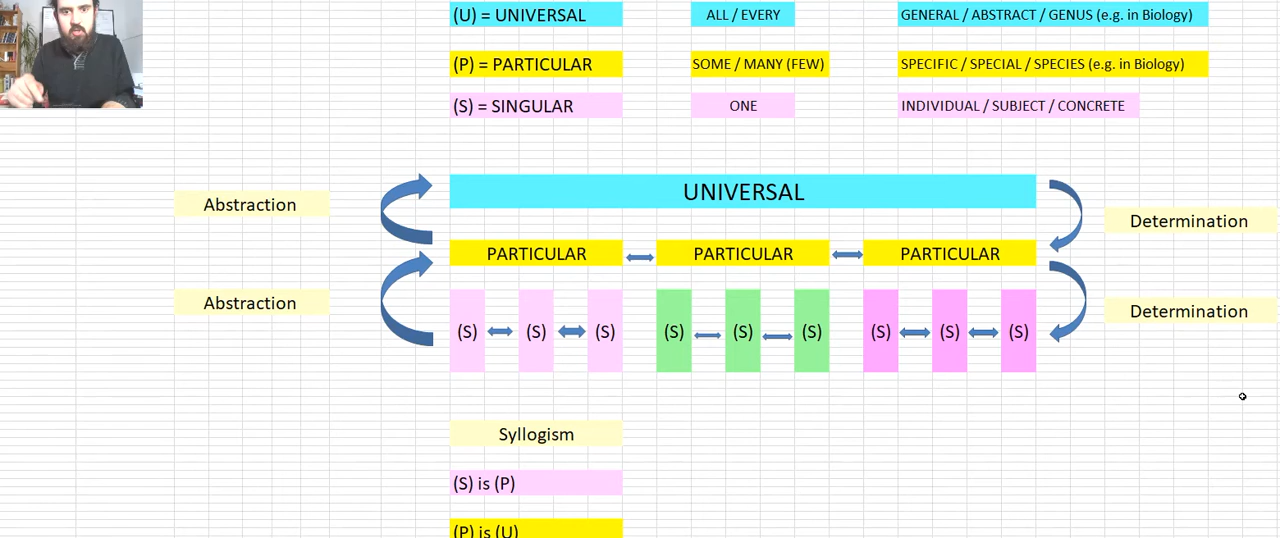 (U) = UNIVERSAL ALL / EVERY GENERAL / ABSTRACT / GENUS (e.g. in Biology)
(P) = PARTICULAR SOME / MANY (FEW) SPECIFIC / SPECIAL / SPECIES (e.g. in Biology)
(S) = SINGULAR ONE INDIVIDUAL / SUBJECT / CONCRETE
UNIVERSAL
Abstraction
Determination
PARTICULAR PARTICULAR PARTICULAR
Abstraction
Determination
(S) (S) (S) (S) (S) (S) (S) (S) (S)
Syllogism
(S) is (P)
(P) is (U)